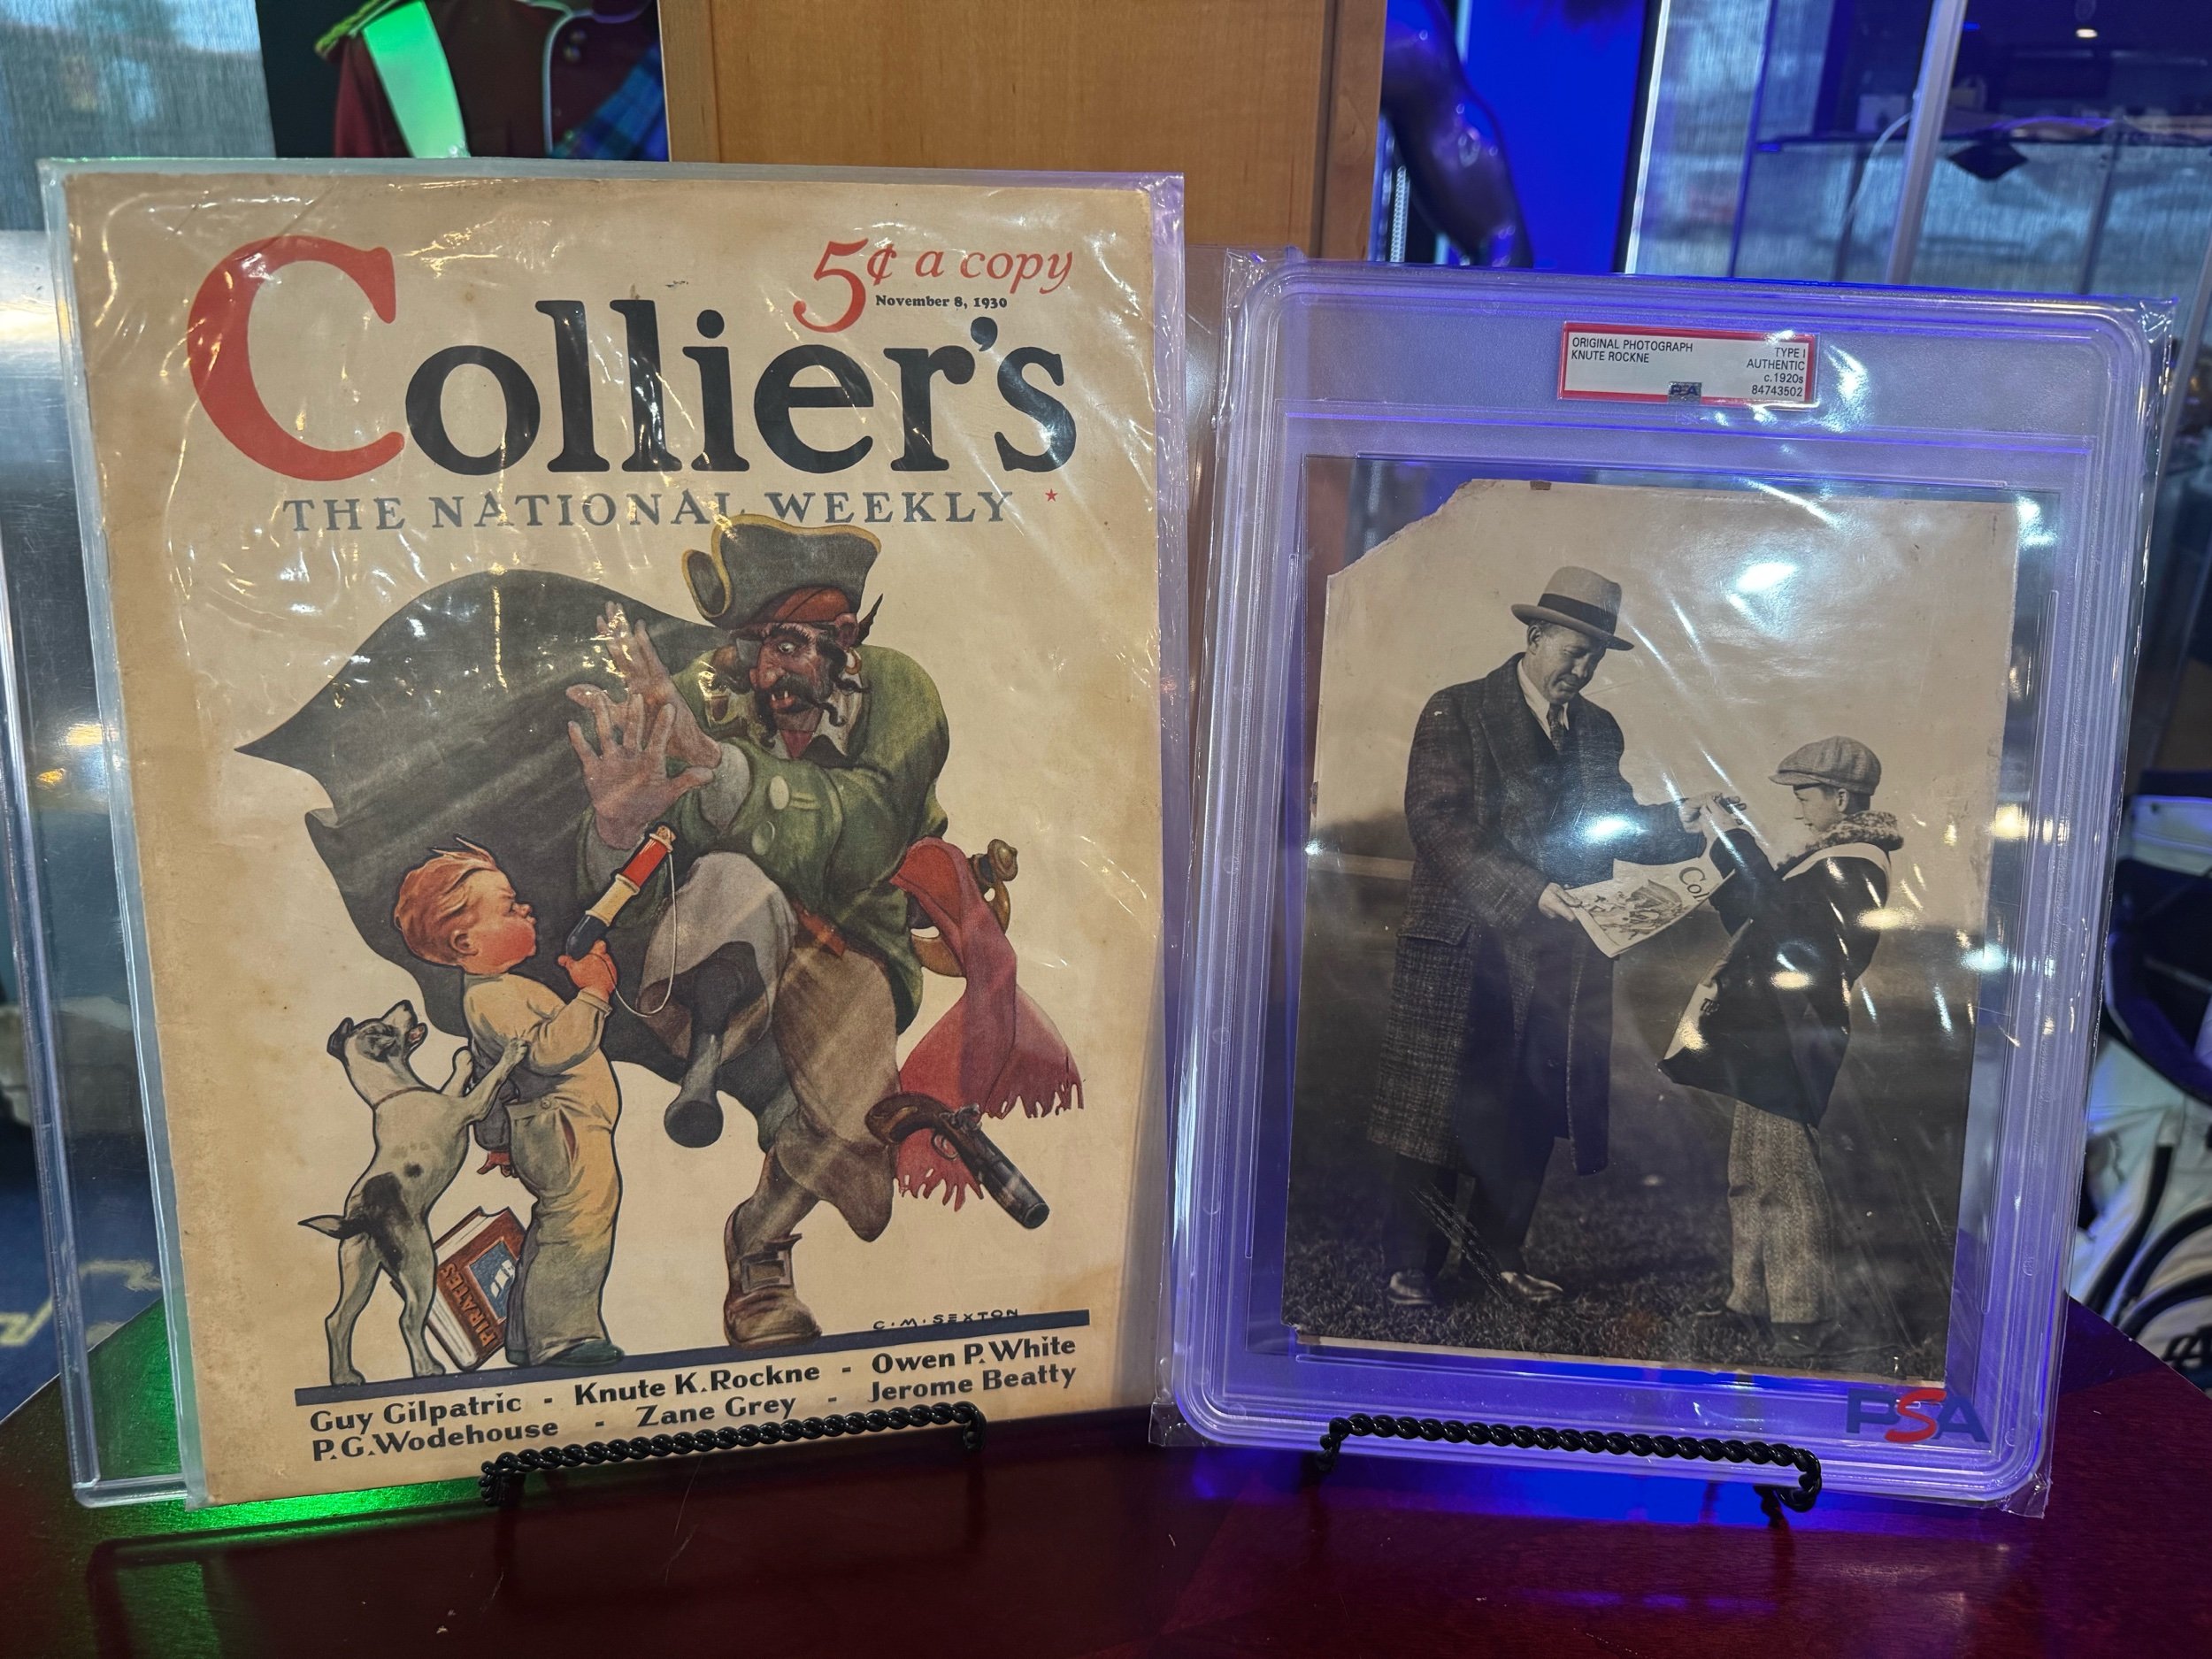 5¢ a copy
November 8, 1930
Collier's
THE NATIONAL WEEKLY
PIRATES
C.M.SEXTON
Guy Gilpatric - Knute K. Rockne - Owen P. White
P.G. Wodehouse - Zane Grey - Jerome Beatty
ORIGINAL PHOTOGRAPH TYPE I
KNUTE ROCKNE AUTHENTIC
c.1920s
PSA 84743502
Col
PSA